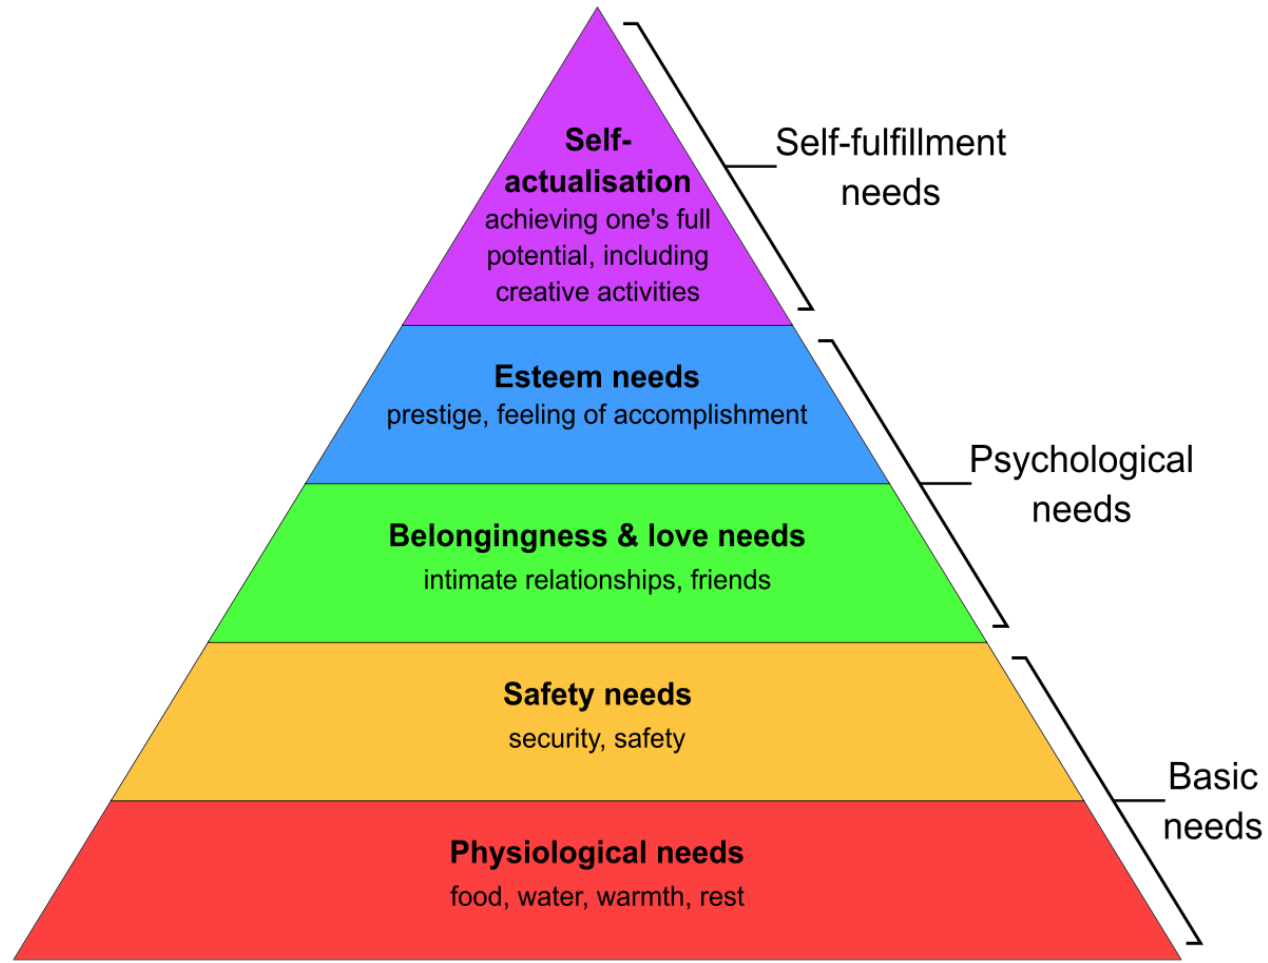 Self-
actualisation
achieving one's full
potential, including
creative activities
Self-fulfillment
needs
Esteem needs
prestige, feeling of accomplishment
Psychological
needs
Belongingness & love needs
intimate relationships, friends
Safety needs
security, safety
Basic
needs
Physiological needs
food, water, warmth, rest